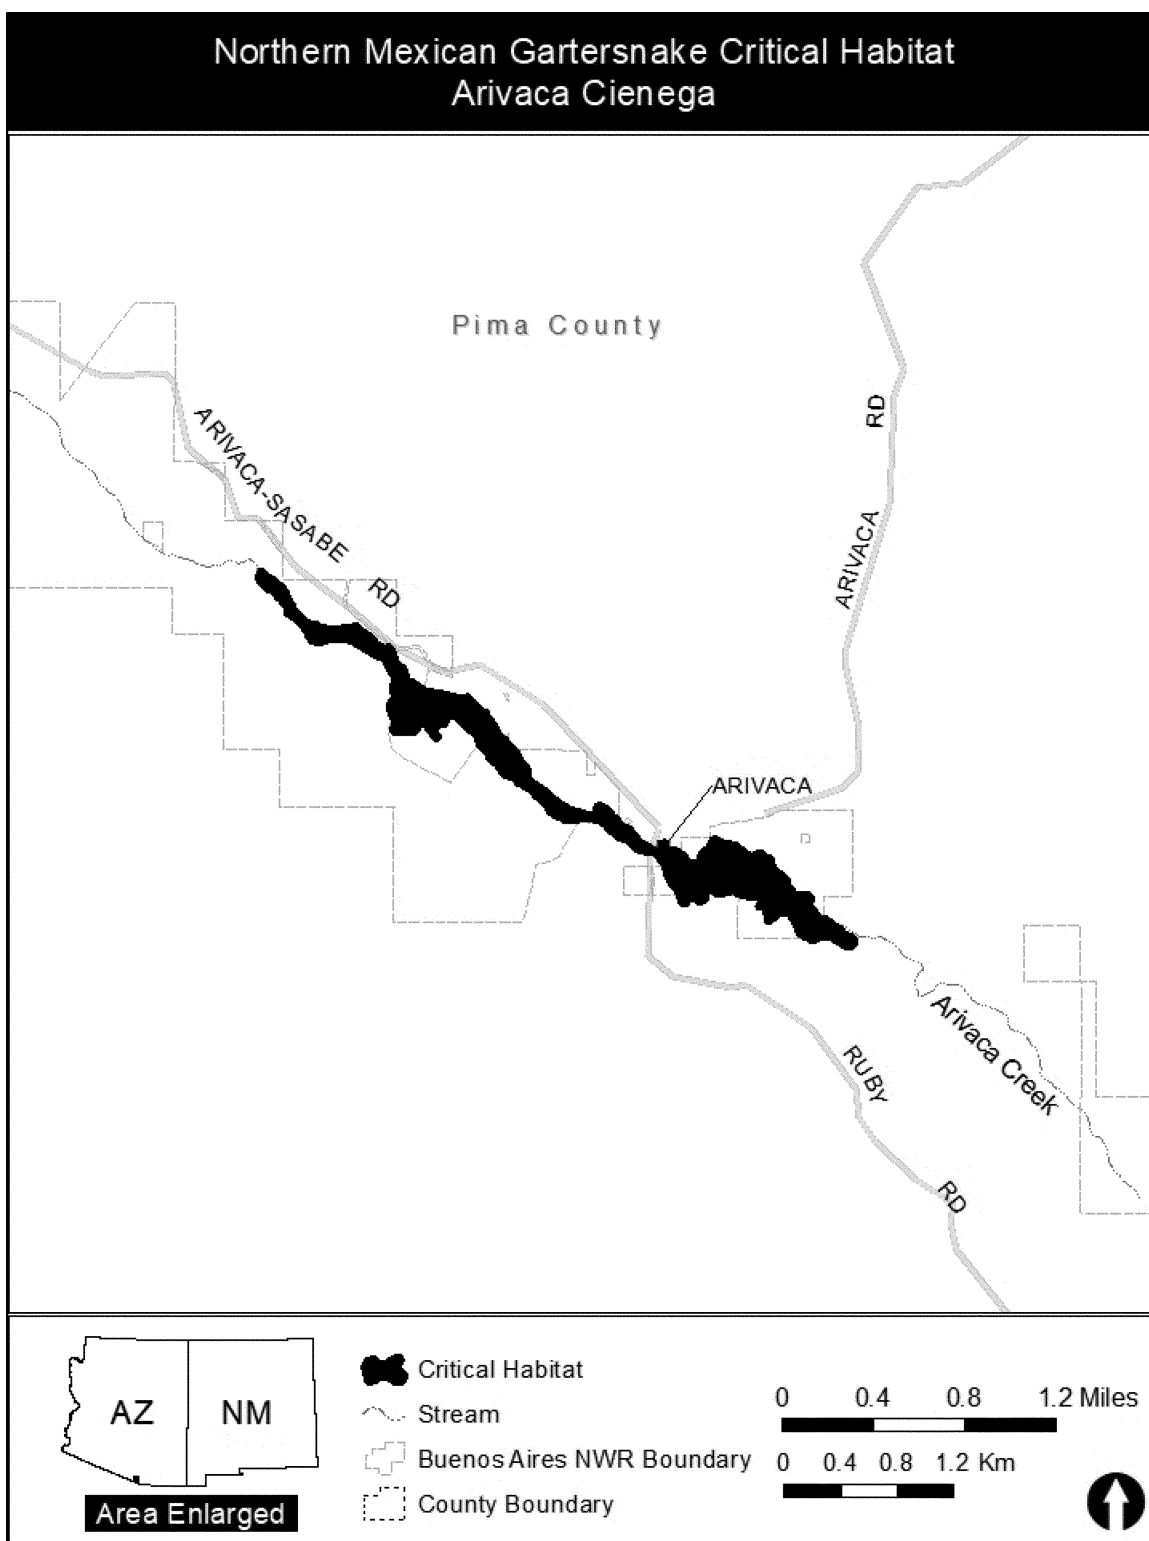 Northern Mexican Gartersnake Critical Habitat
Arivaca Cienega
Pima County
ARIVACA-SASABE
RD
RD
ARIVACA
ARIVACA
Arivaca Creek
RUBY
RD
AZ
NM
Area Enlarged
Critical Habitat
Stream
Buenos Aires NWR Boundary
County Boundary
0 0.4 0.8 1.2 Miles
0 0.4 0.8 1.2 Km